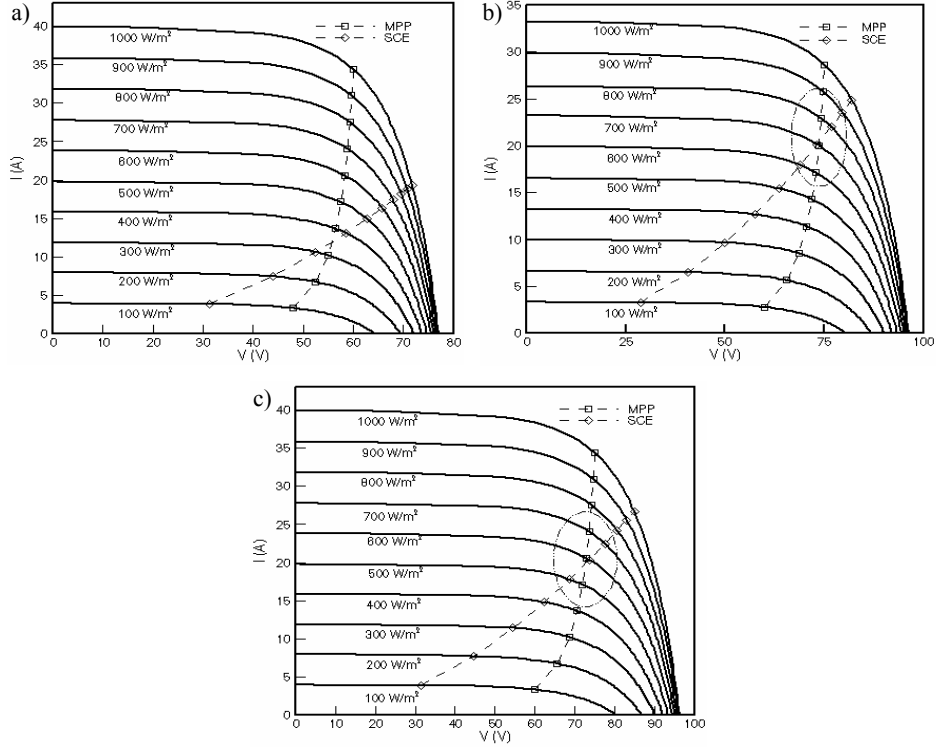 a)
MPP
SCE
1000 W/m²
900 W/m²
800 W/m²
700 W/m²
600 W/m²
500 W/m²
400 W/m²
300 W/m²
200 W/m²
100 W/m²
I (A)
40
35
30
25
20
15
10
5
0
0 10 20 30 40 50 60 70 80
V (V)
b)
MPP
SCE
1000 W/m²
900 W/m²
800 W/m²
700 W/m²
600 W/m²
500 W/m²
400 W/m²
300 W/m²
200 W/m²
100 W/m²
I (A)
35
30
25
20
15
10
5
0
0 25 50 75 100
V (V)
c)
MPP
SCE
1000 W/m²
900 W/m²
800 W/m²
700 W/m²
600 W/m²
500 W/m²
400 W/m²
300 W/m²
200 W/m²
100 W/m²
I (A)
40
35
30
25
20
15
10
5
0
0 10 20 30 40 50 60 70 80 90 100
V (V)